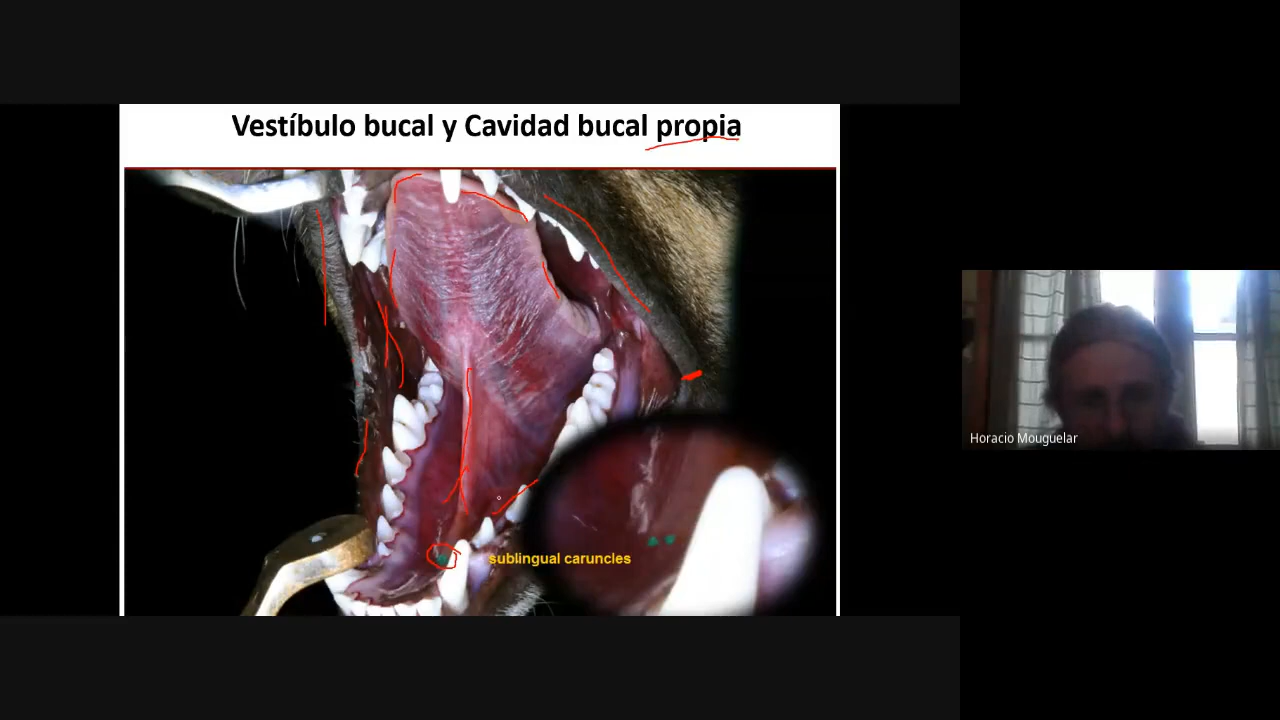 Vestíbulo bucal y Cavidad bucal propia
sublingual caruncles
Horacio Mouguelar